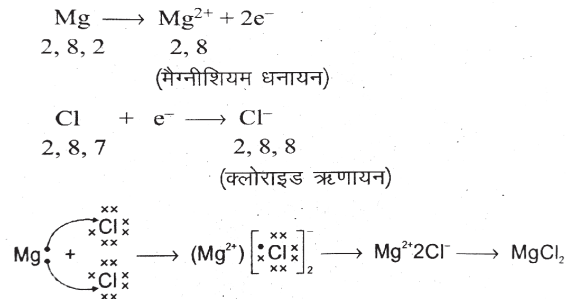 Mg ⟶ Mg²⁺ + 2e⁻
2, 8, 2 2, 8
(मैग्नीशियम धनायन)
Cl + e⁻ ⟶ Cl⁻
2, 8, 7 2, 8, 8
(क्लोराइड ऋणायन)
Mg: + ×Cl× ×Cl× ⟶ (Mg²⁺) [•×Cl×]₂⁻ ⟶ Mg²⁺2Cl⁻ ⟶ MgCl₂